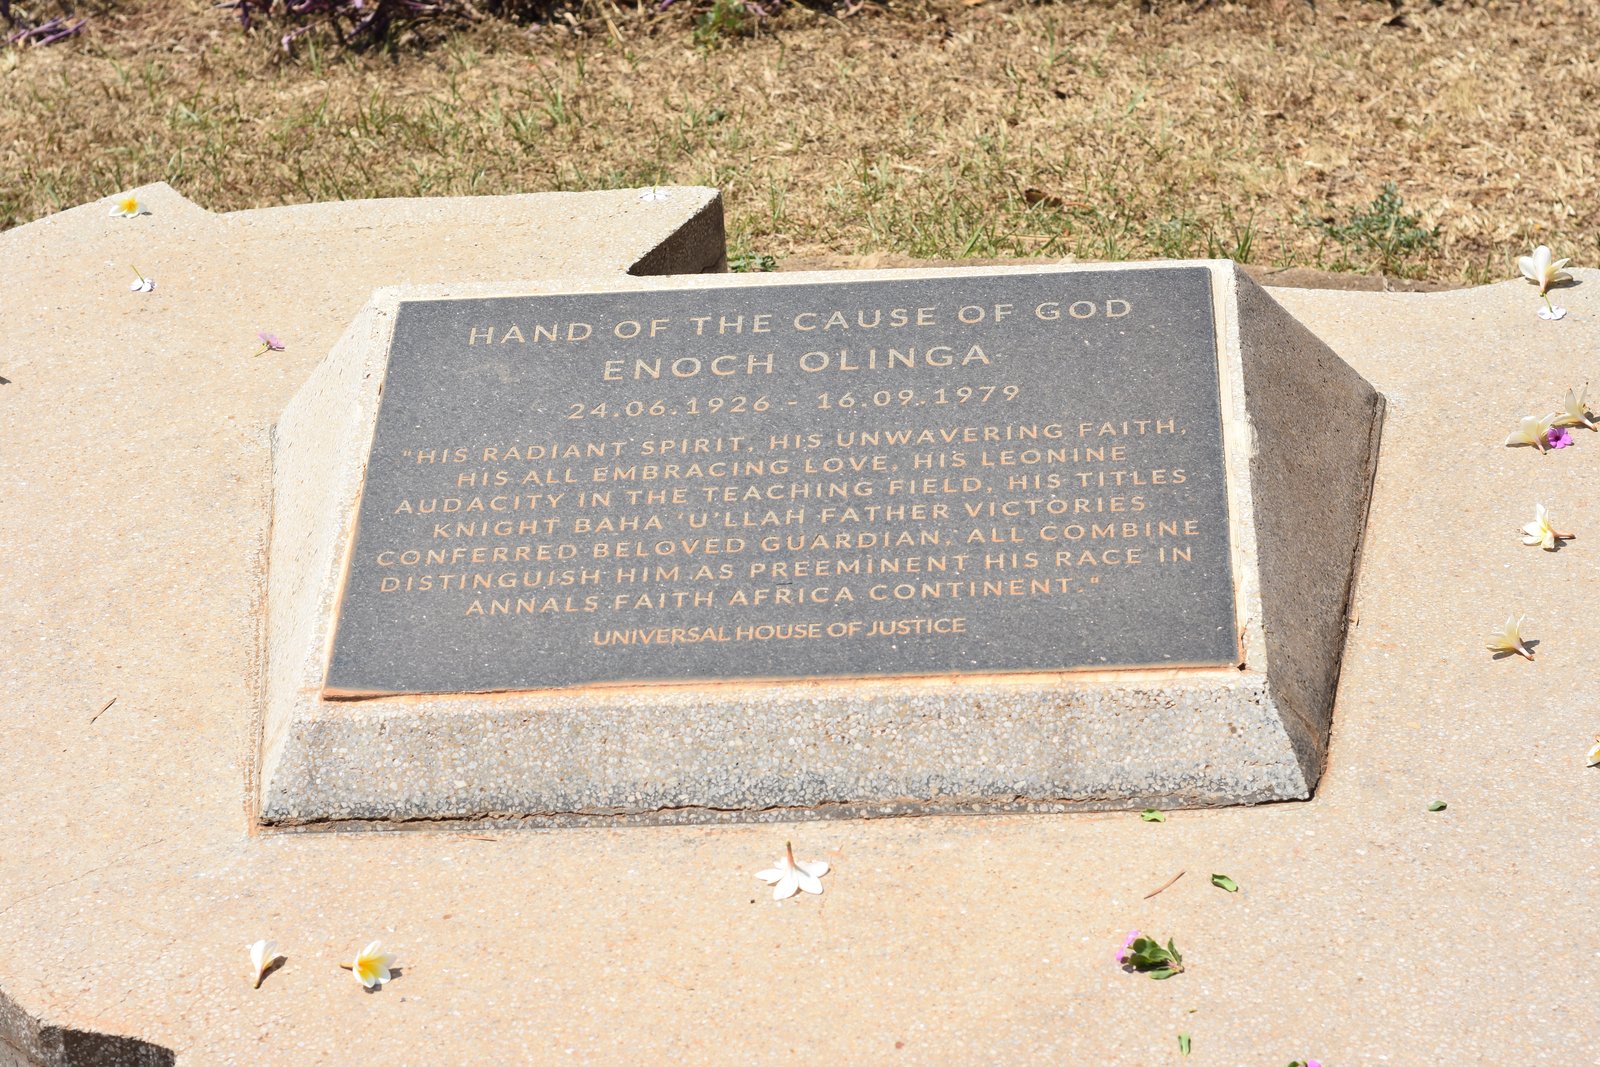 HAND OF THE CAUSE OF GOD
ENOCH OLINGA
24.06.1926 - 16.09.1979
"HIS RADIANT SPIRIT, HIS UNWAVERING FAITH,
HIS ALL EMBRACING LOVE, HIS LEONINE
AUDACITY IN THE TEACHING FIELD, HIS TITLES
KNIGHT BAHA 'U'LLAH FATHER VICTORIES
CONFERRED BELOVED GUARDIAN, ALL COMBINE
DISTINGUISH HIM AS PREEMINENT HIS RACE IN
ANNALS FAITH AFRICA CONTINENT."
UNIVERSAL HOUSE OF JUSTICE